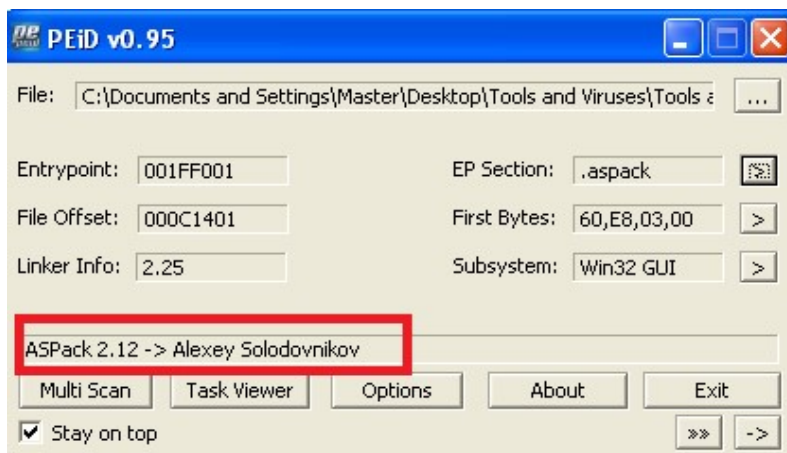 PEiD v0.95
File: C:\Documents and Settings\Master\Desktop\Tools and Viruses\Tools ...
Entrypoint: 001FF001 EP Section: .aspack >
File Offset: 000C1401 First Bytes: 60,E8,03,00 >
Linker Info: 2.25 Subsystem: Win32 GUI >
ASPack 2.12 -> Alexey Solodovnikov
Multi Scan Task Viewer Options About Exit
Stay on top »» ->